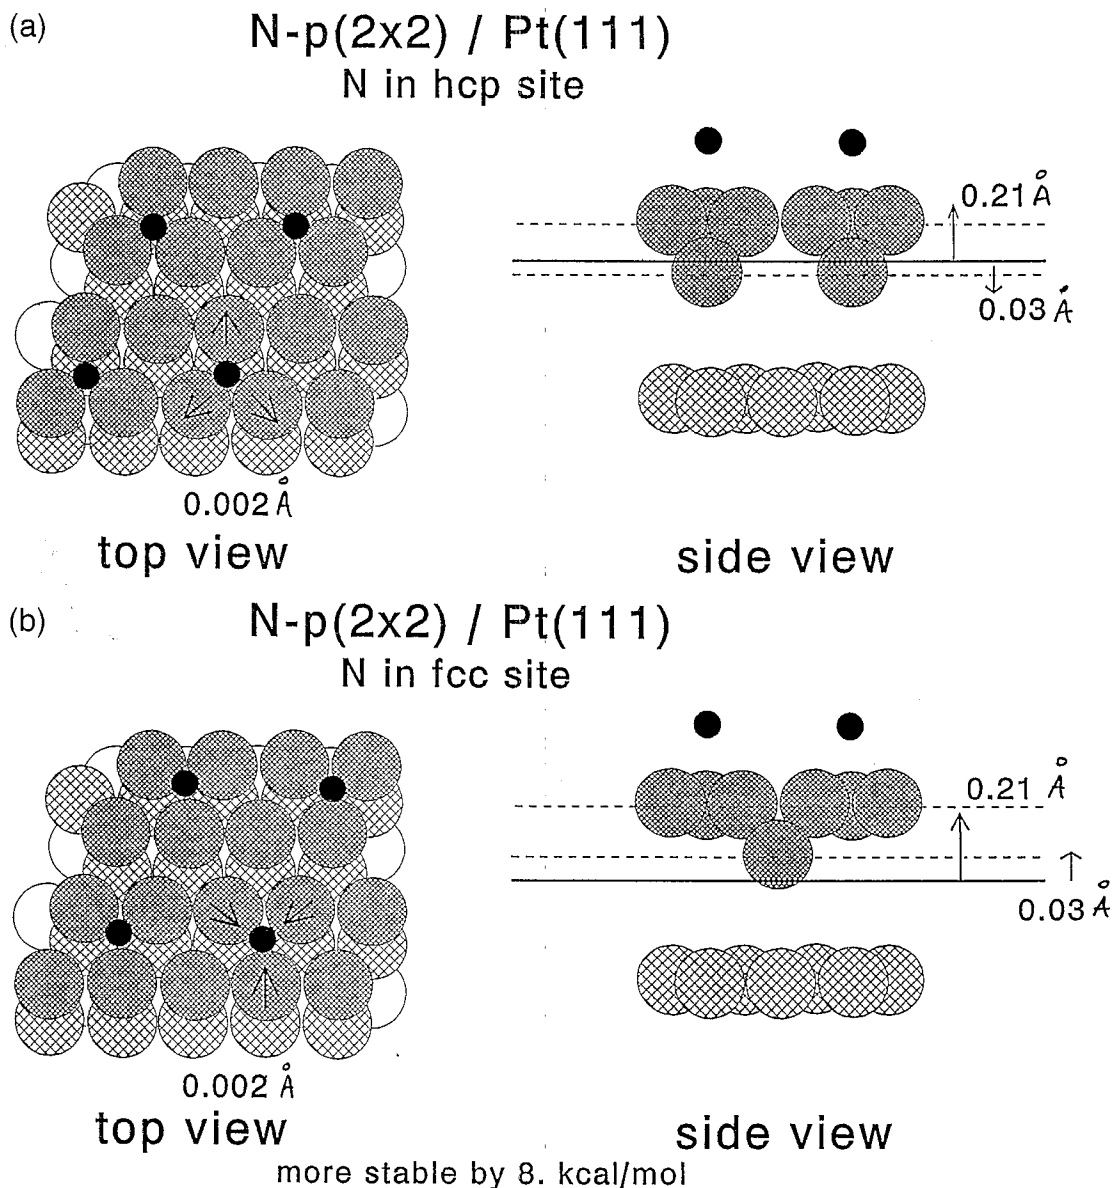 (a)
N-p(2x2) / Pt(111)
N in hcp site
0.21 Å
0.03 Å
0.002 Å
top view
side view
(b)
N-p(2x2) / Pt(111)
N in fcc site
0.21 Å
0.03 Å
0.002 Å
top view
side view
more stable by 8. kcal/mol